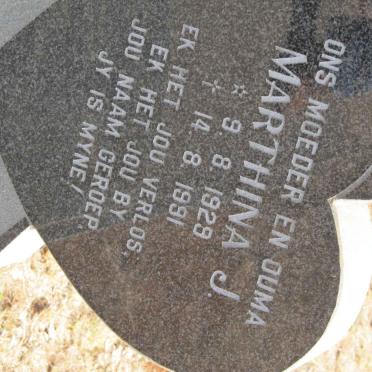 ONS MOEDER EN OUMA
MARTHINA J.
☆ 9. 8. 1929
✝ 14. 8. 1991
EK HET JOU VERLOS,
EK HET JOU BY
JOU NAAM GEROEP.
JY IS MYNE!